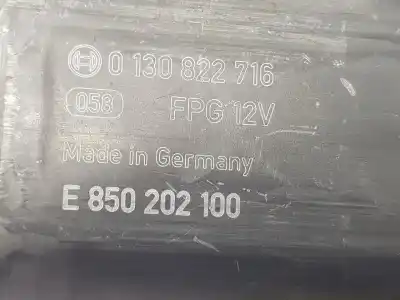 0 130 822 716
058 FPG 12V
Made in Germany
E 850 202 100